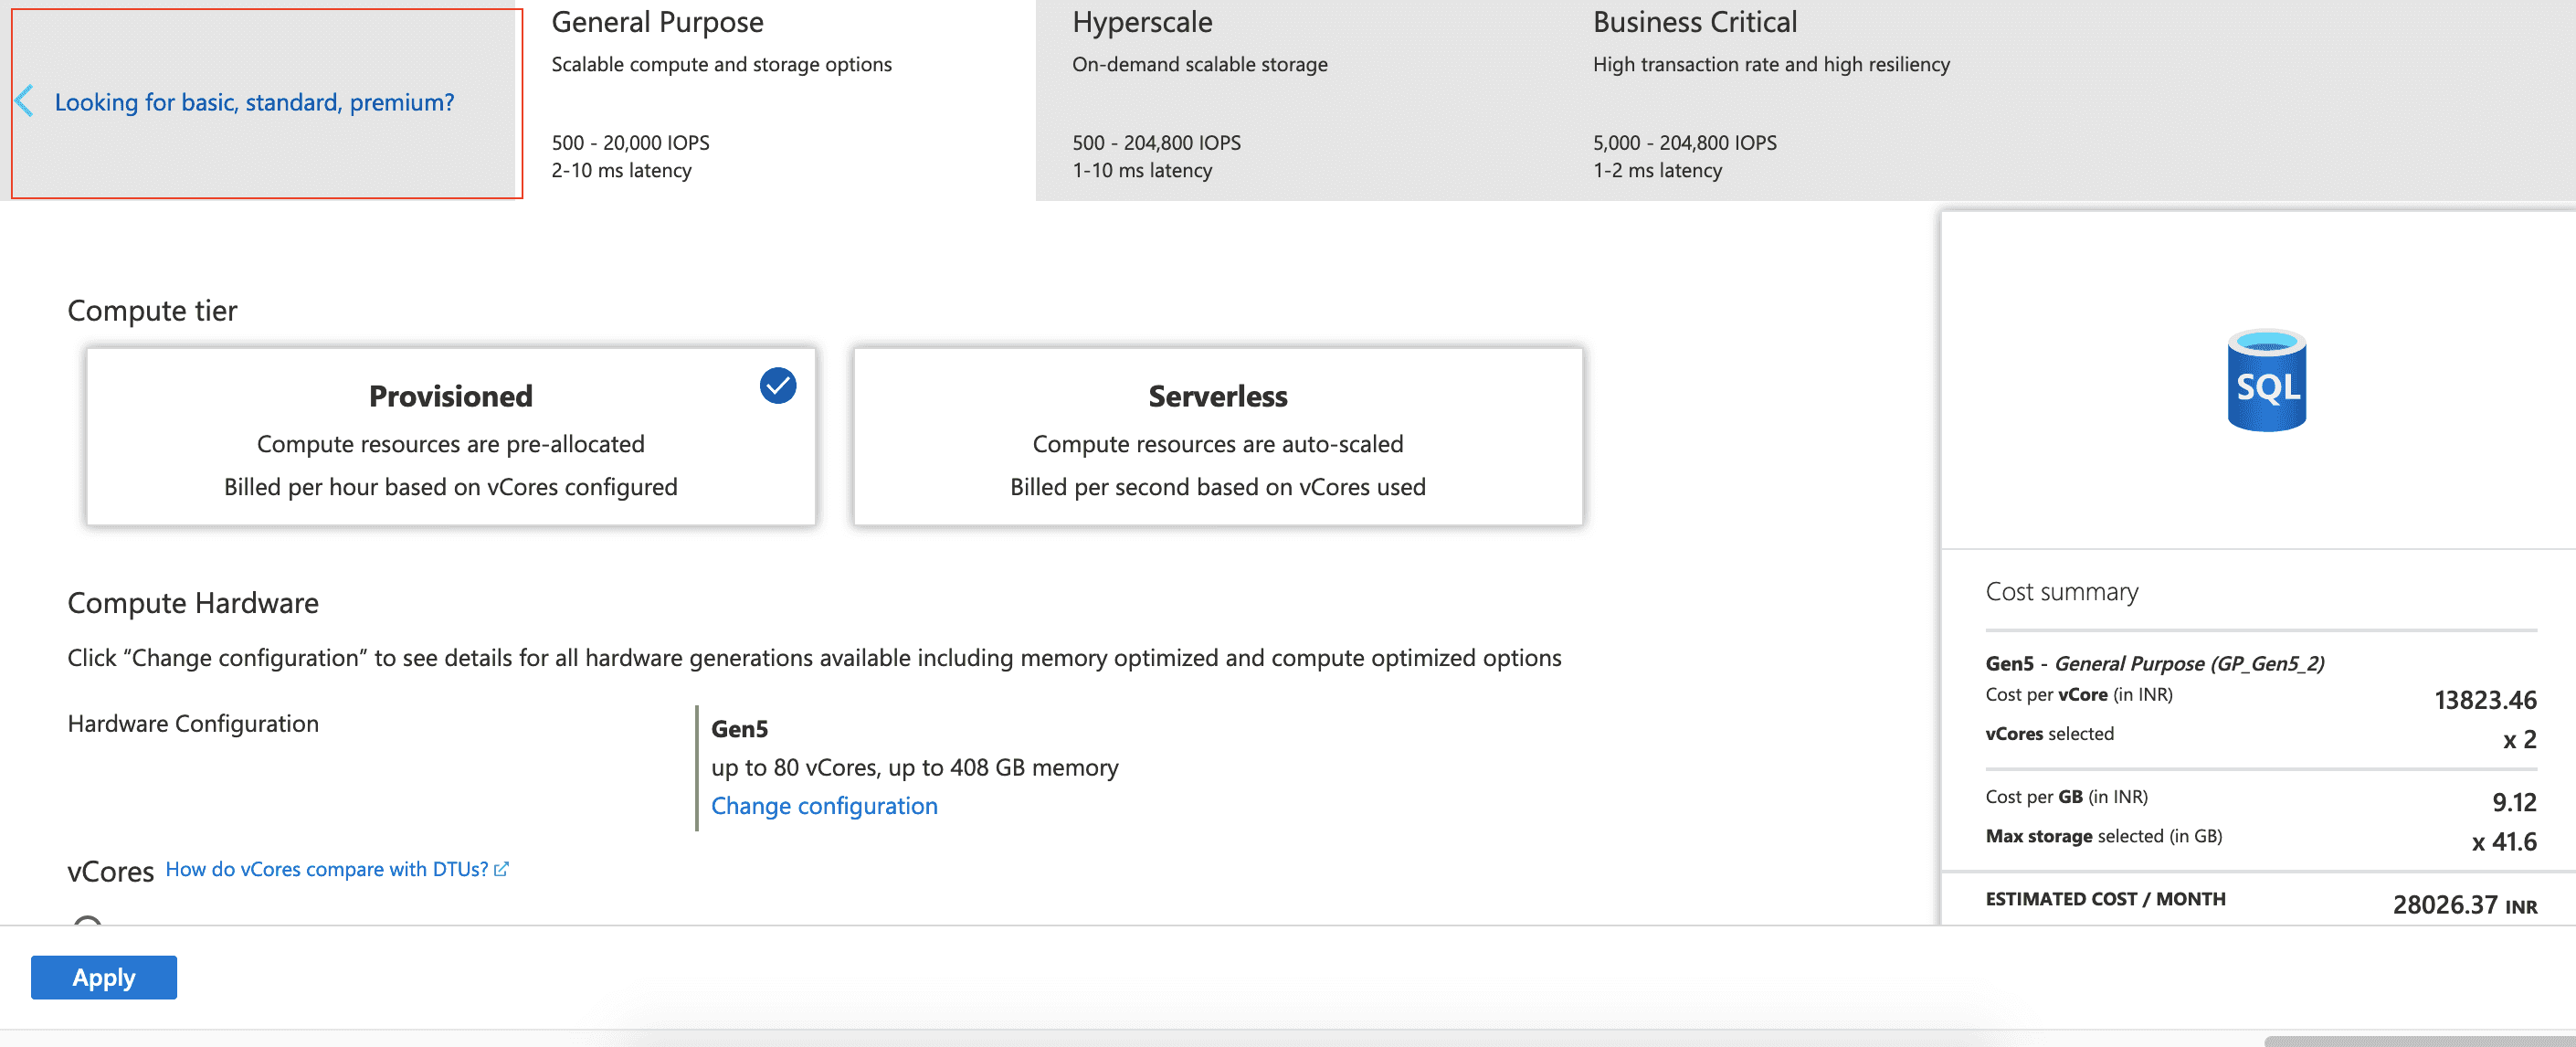 Looking for basic, standard, premium?
General Purpose
Scalable compute and storage options
500 - 20,000 IOPS
2-10 ms latency
Hyperscale
On-demand scalable storage
500 - 204,800 IOPS
1-10 ms latency
Business Critical
High transaction rate and high resiliency
5,000 - 204,800 IOPS
1-2 ms latency
Compute tier
Provisioned
Compute resources are pre-allocated
Billed per hour based on vCores configured
Serverless
Compute resources are auto-scaled
Billed per second based on vCores used
Compute Hardware
Click “Change configuration” to see details for all hardware generations available including memory optimized and compute optimized options
Hardware Configuration
Gen5
up to 80 vCores, up to 408 GB memory
Change configuration
vCores How do vCores compare with DTUs?
Apply
SQL
Cost summary
Gen5 - General Purpose (GP_Gen5_2)
Cost per vCore (in INR) 13823.46
vCores selected x 2
Cost per GB (in INR) 9.12
Max storage selected (in GB) x 41.6
ESTIMATED COST / MONTH 28026.37 INR